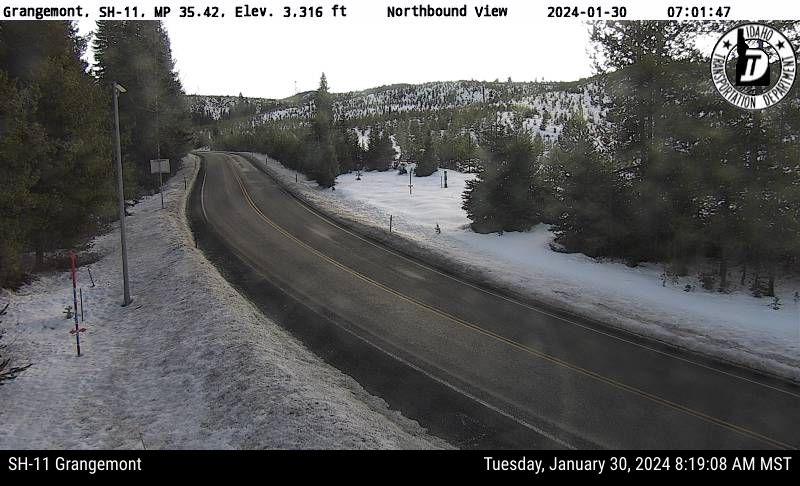 Grangemont, SH-11, MP 35.42, Elev. 3,316 ft Northbound View 2024-01-30 07:01:47
IDAHO
TRANSPORTATION DEPARTMENT
SH-11 Grangemont Tuesday, January 30, 2024 8:19:08 AM MST